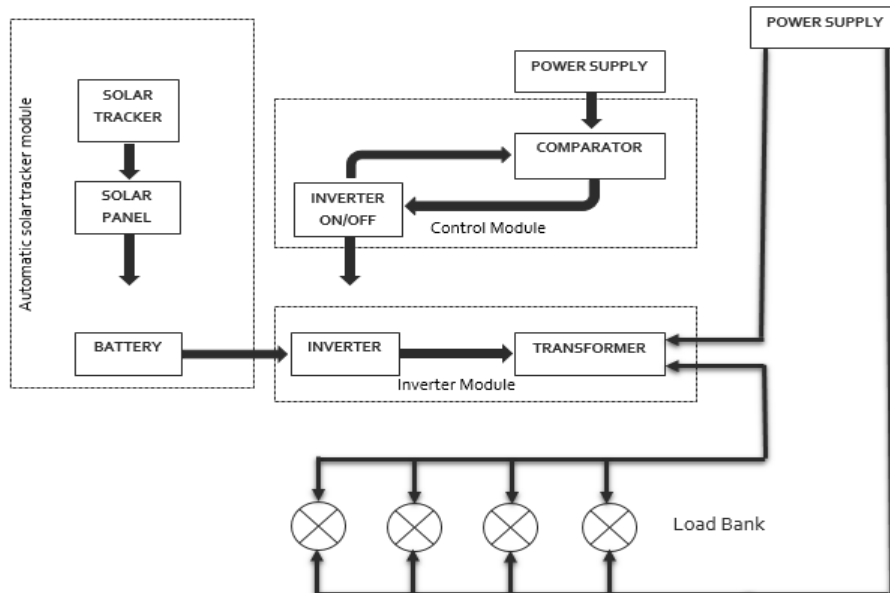 POWER SUPPLY
Automatic solar tracker module
SOLAR
TRACKER
SOLAR
PANEL
BATTERY
POWER SUPPLY
COMPARATOR
INVERTER
ON/OFF
Control Module
INVERTER
TRANSFORMER
Inverter Module
Load Bank